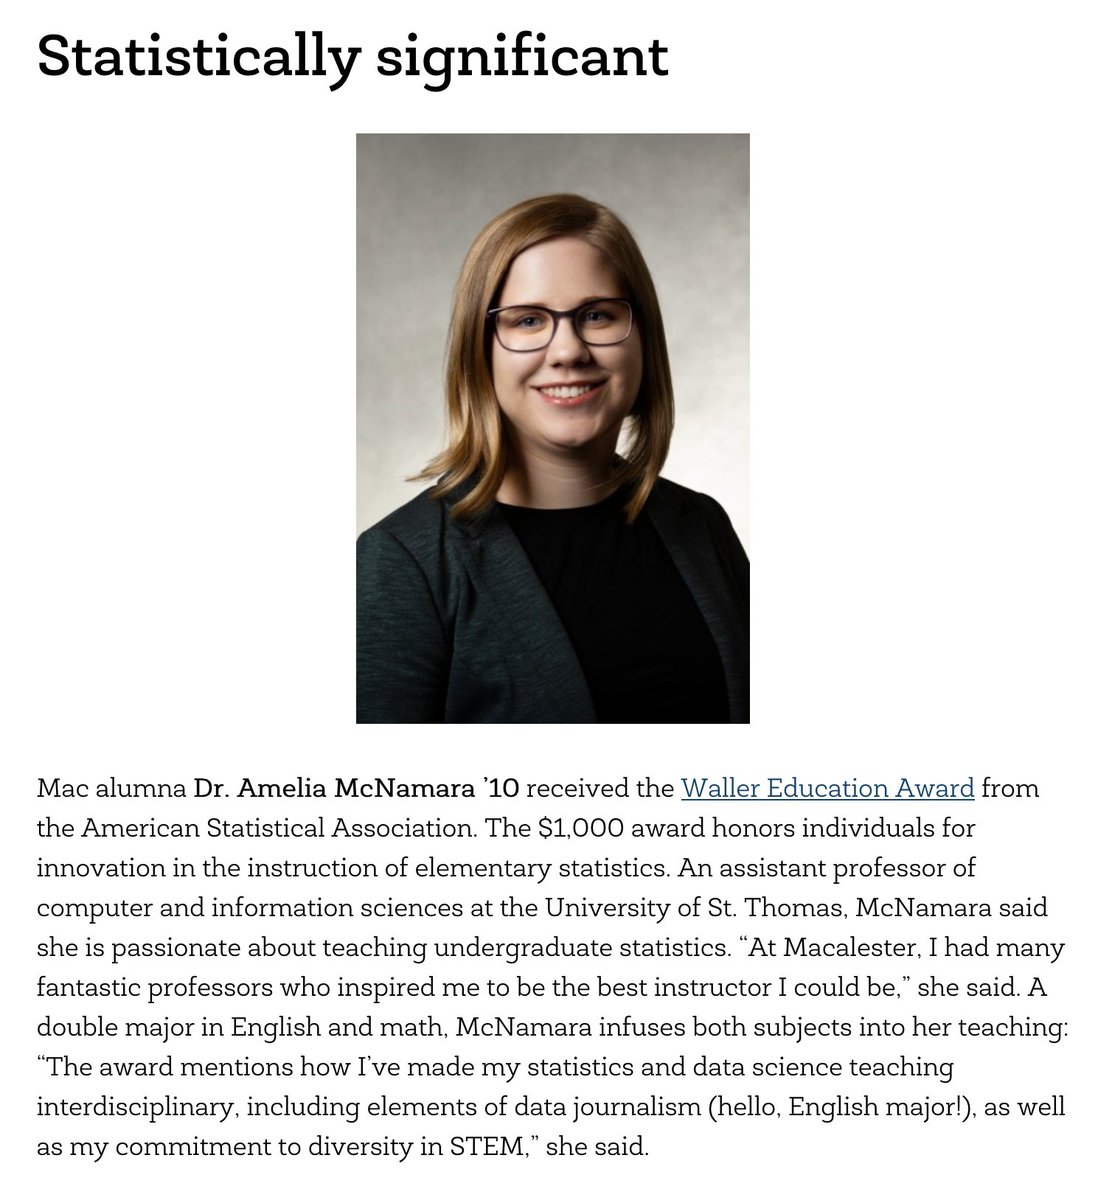 Statistically significant
Mac alumna Dr. Amelia McNamara ’10 received the Waller Education Award from
the American Statistical Association. The $1,000 award honors individuals for
innovation in the instruction of elementary statistics. An assistant professor of
computer and information sciences at the University of St. Thomas, McNamara said
she is passionate about teaching undergraduate statistics. “At Macalester, I had many
fantastic professors who inspired me to be the best instructor I could be,” she said. A
double major in English and math, McNamara infuses both subjects into her teaching:
“The award mentions how I’ve made my statistics and data science teaching
interdisciplinary, including elements of data journalism (hello, English major!), as well
as my commitment to diversity in STEM,” she said.